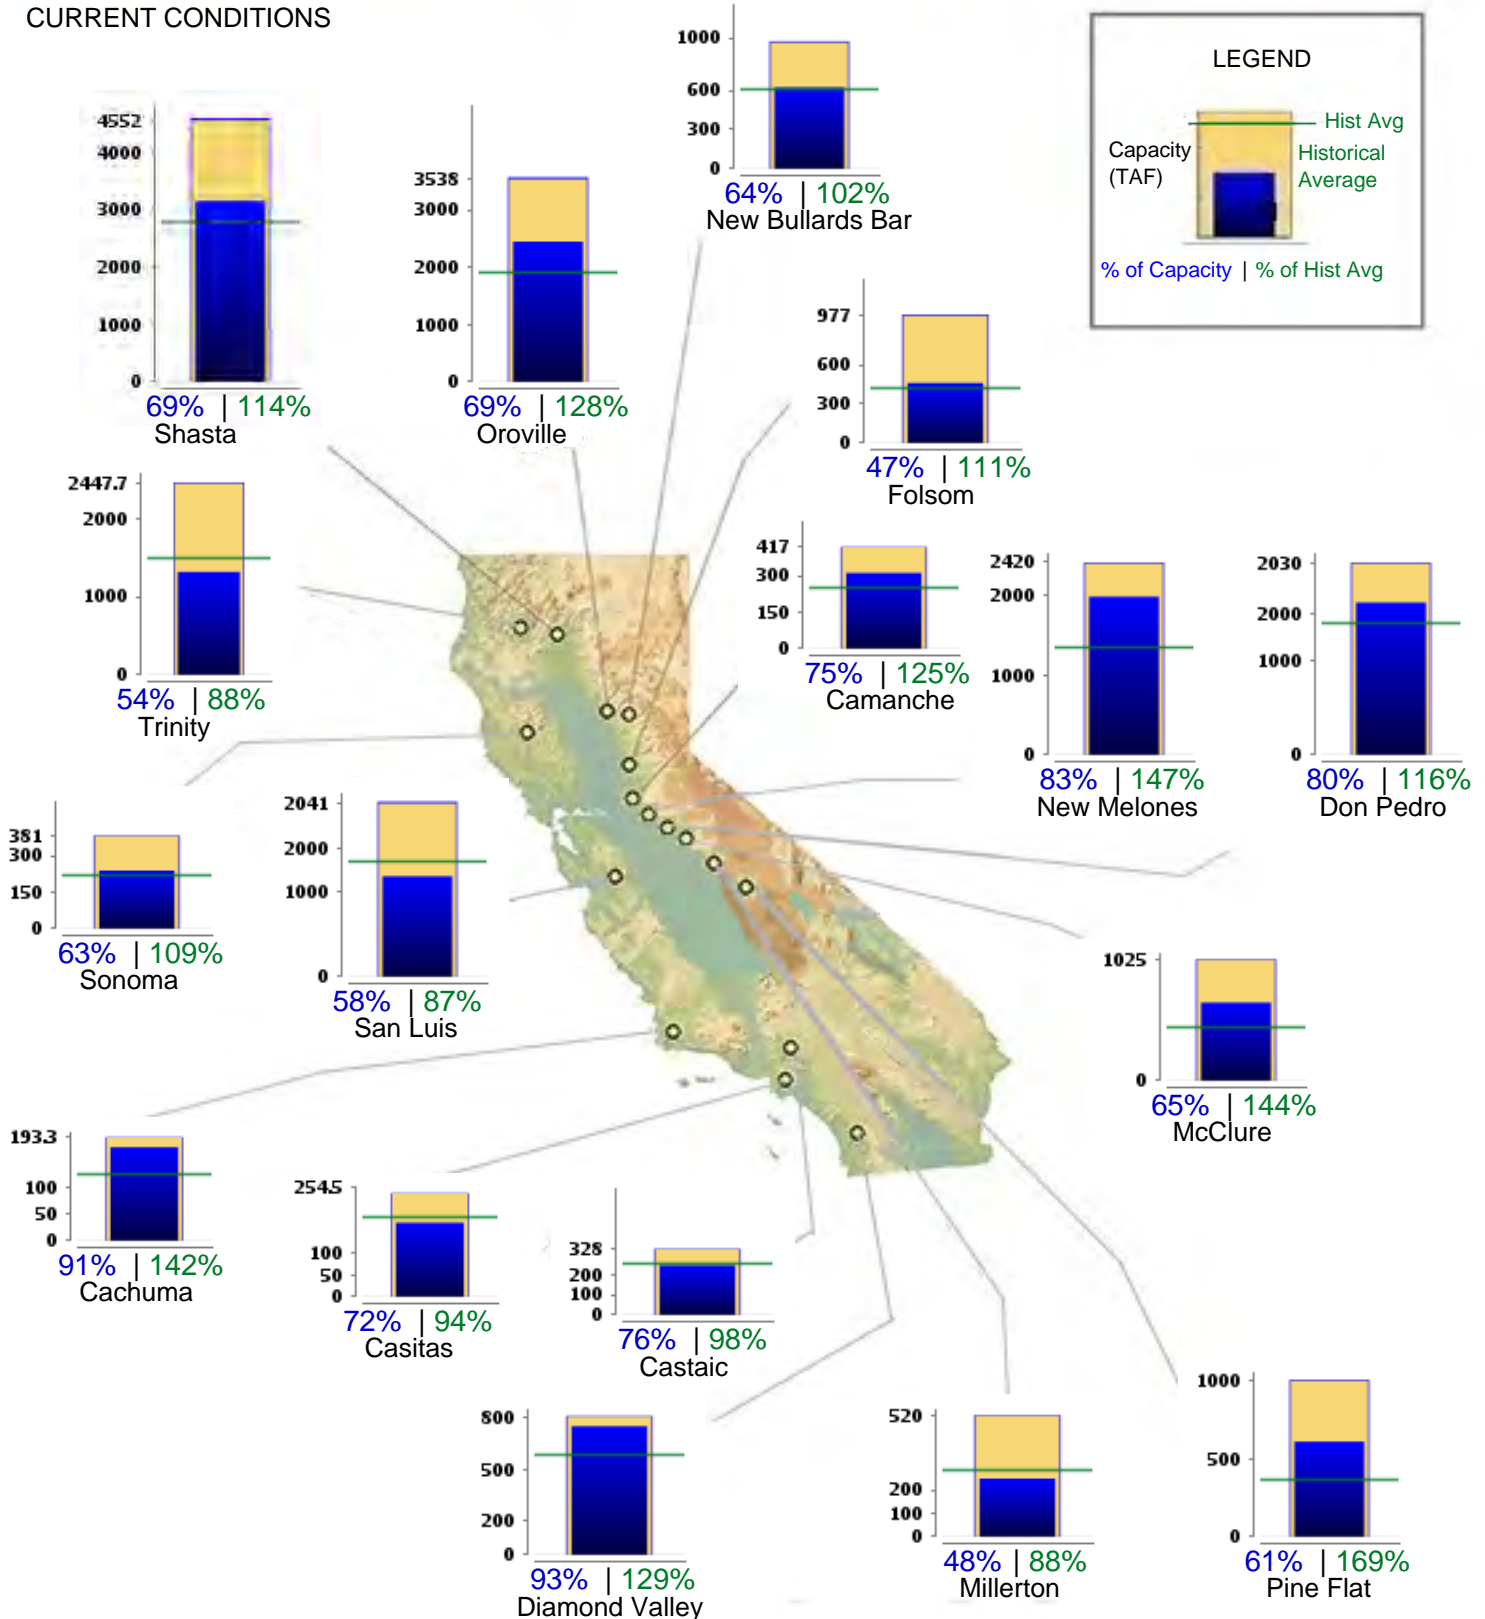 CURRENT CONDITIONS
LEGEND
Hist Avg
Capacity
(TAF)
Historical
Average
% of Capacity | % of Hist Avg
1000
600
300
0
64% | 102%
New Bullards Bar
4552
4000
3000
2000
1000
0
69% | 114%
Shasta
3538
3000
2000
1000
0
69% | 128%
Oroville
977
600
300
0
47% | 111%
Folsom
2447.7
2000
1000
0
54% | 88%
Trinity
417
300
150
0
75% | 125%
Camanche
2420
2000
1000
0
83% | 147%
New Melones
2030
2000
1000
0
80% | 116%
Don Pedro
381
300
150
0
63% | 109%
Sonoma
2041
2000
1000
0
58% | 87%
San Luis
1025
0
65% | 144%
McClure
193.3
100
50
0
91% | 142%
Cachuma
254.5
100
50
0
72% | 94%
Casitas
328
200
100
0
76% | 98%
Castaic
800
500
200
0
93% | 129%
Diamond Valley
520
200
100
0
48% | 88%
Millerton
1000
500
0
61% | 169%
Pine Flat